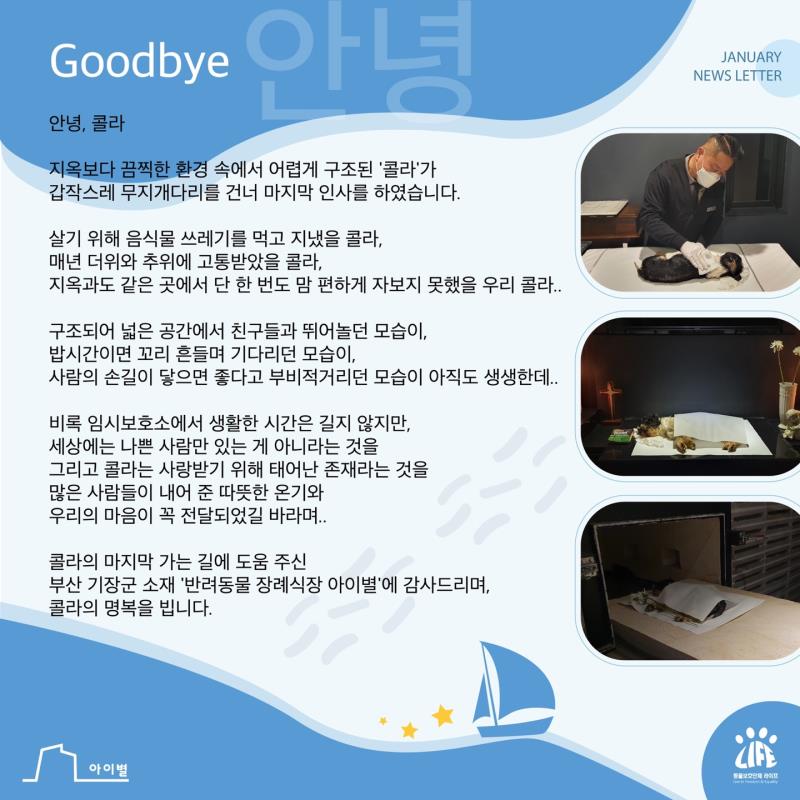 Goodbye 안녕
JANUARY
NEWS LETTER
안녕, 콜라
지옥보다 끔찍한 환경 속에서 어렵게 구조된 '콜라'가
갑작스레 무지개다리를 건너 마지막 인사를 하였습니다.
살기 위해 음식물 쓰레기를 먹고 지냈을 콜라,
매년 더위와 추위에 고통받았을 콜라,
지옥과도 같은 곳에서 단 한 번도 맘 편하게 자보지 못했을 우리 콜라..
구조되어 넓은 공간에서 친구들과 뛰어놀던 모습이,
밥시간이면 꼬리 흔들며 기다리던 모습이,
사람의 손길이 닿으면 좋다고 부비적거리던 모습이 아직도 생생한데..
비록 임시보호소에서 생활한 시간은 길지 않지만,
세상에는 나쁜 사람만 있는 게 아니라는 것을
그리고 콜라는 사랑받기 위해 태어난 존재라는 것을
많은 사람들이 내어 준 따뜻한 온기와
우리의 마음이 꼭 전달되었길 바라며..
콜라의 마지막 가는 길에 도움 주신
부산 기장군 소재 '반려동물 장례식장 아이별'에 감사드리며,
콜라의 명복을 빕니다.
아이별
LIFE
동물보호단체 라이프